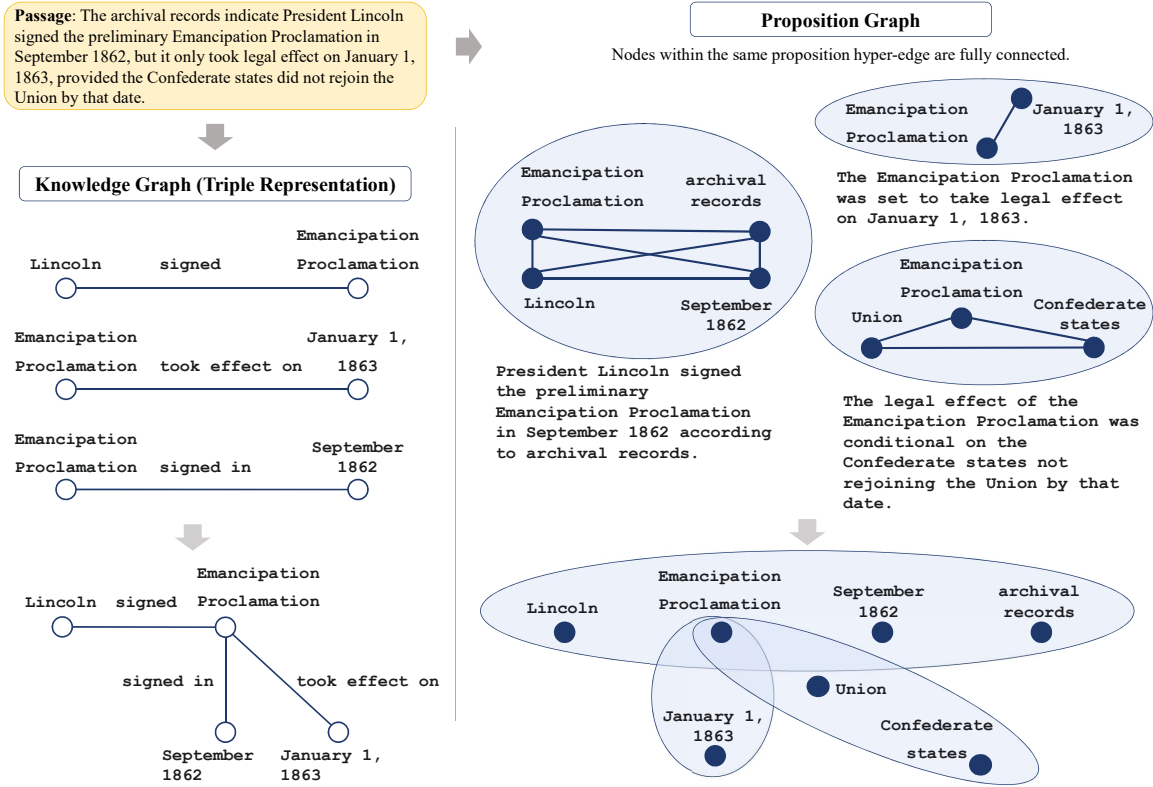 Passage: The archival records indicate President Lincoln
signed the preliminary Emancipation Proclamation in
September 1862, but it only took legal effect on January 1,
1863, provided the Confederate states did not rejoin the
Union by that date.
Knowledge Graph (Triple Representation)
Lincoln
signed
Emancipation
Proclamation
Emancipation
Proclamation
took effect on
January 1,
1863
Emancipation
Proclamation
signed in
September
1862
Lincoln
signed
Emancipation
Proclamation
signed in
took effect on
September
1862
January 1,
1863
Proposition Graph
Nodes within the same proposition hyper-edge are fully connected.
Emancipation
Proclamation
archival
records
Lincoln
September
1862
President Lincoln signed
the preliminary
Emancipation Proclamation
in September 1862 according
to archival records.
Emancipation
Proclamation
January 1,
1863
The Emancipation Proclamation
was set to take legal effect
on January 1, 1863.
Emancipation
Proclamation
Union
Confederate
states
The legal effect of the
Emancipation Proclamation was
conditional on the
Confederate states not
rejoining the Union by that
date.
Lincoln
Emancipation
Proclamation
September
1862
archival
records
Union
January 1,
1863
Confederate
states